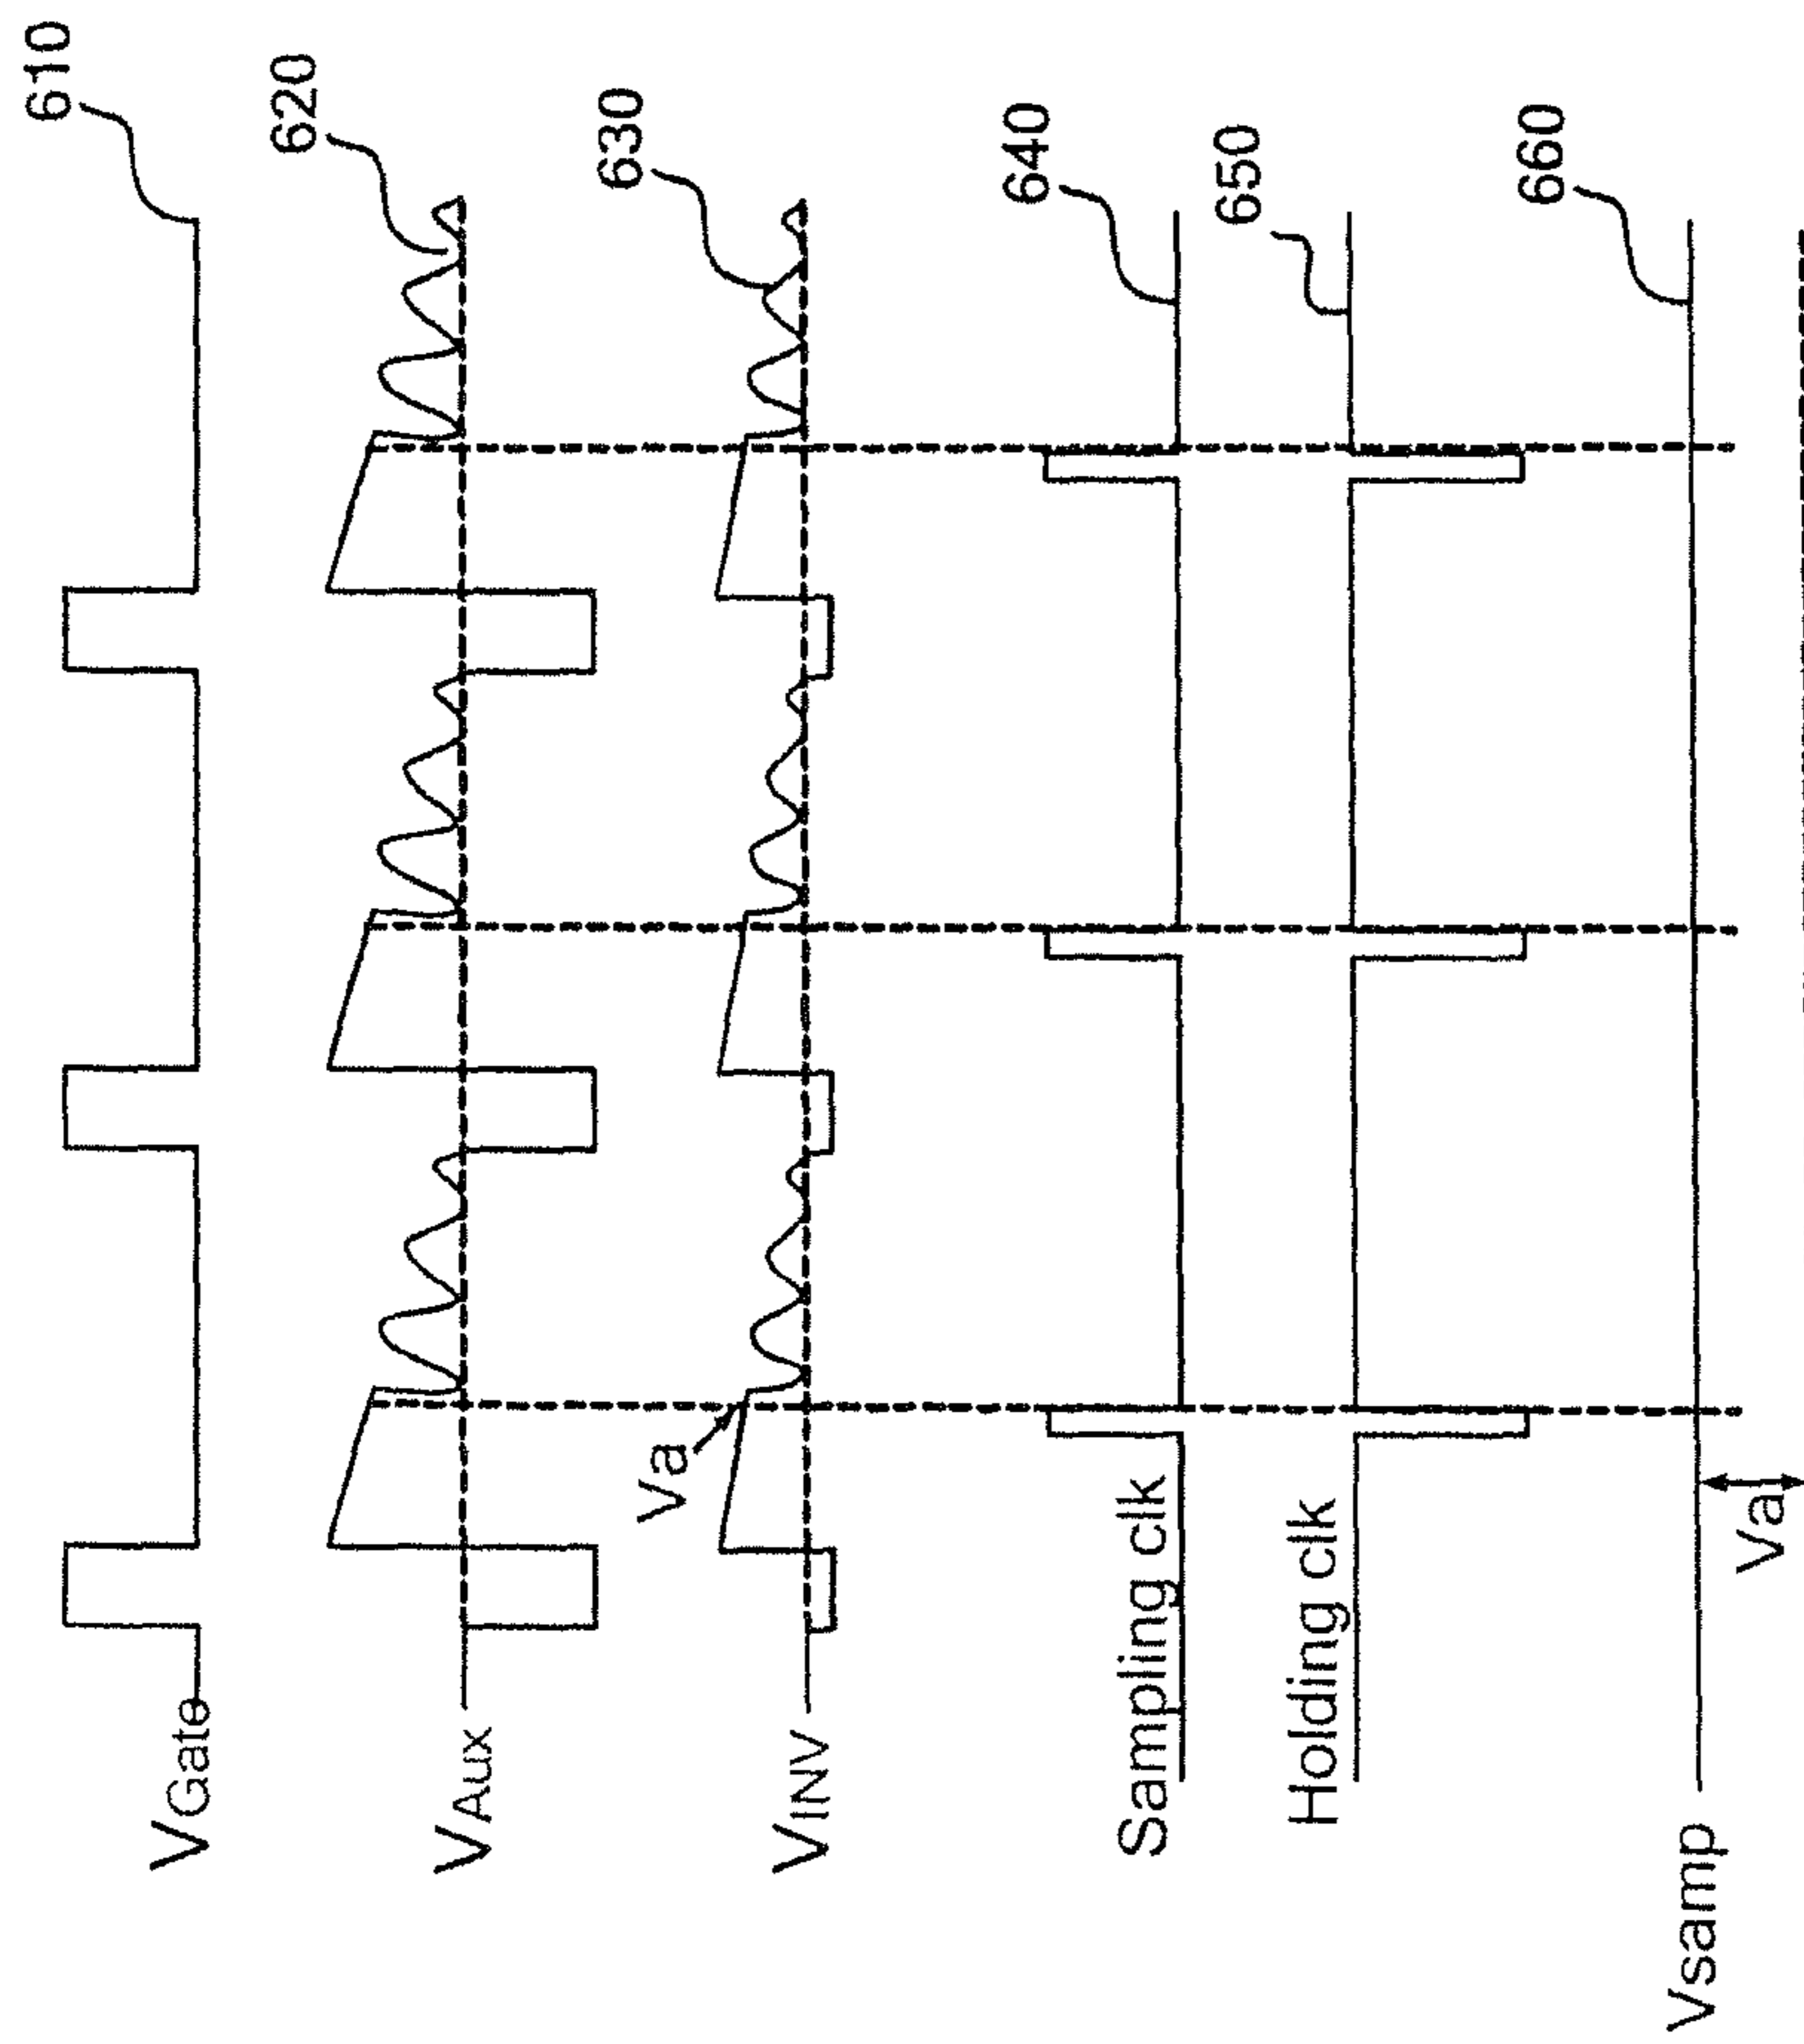 VGate
610
VAux
620
VINV
Va
630
Sampling clk
640
Holding clk
650
Vsamp
660
Va